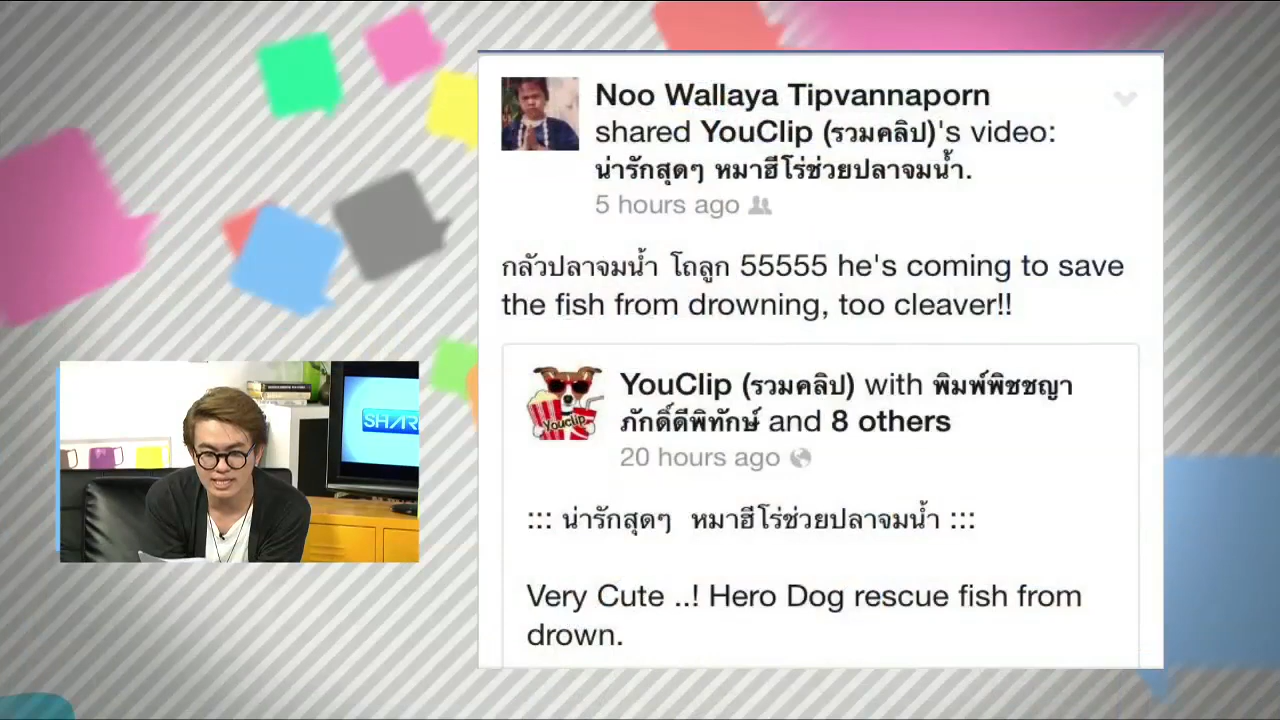 Noo Wallaya Tipvannaporn
shared YouClip (รวมคลิป)'s video:
น่ารักสุดๆ หมาฮีโร่ช่วยปลาจมน้ำ.
5 hours ago
กลัวปลาจมน้ำ โถลูก 55555 he's coming to save
the fish from drowning, too cleaver!!
YouClip (รวมคลิป) with พิมพ์พิชชญา
ภักดิ์ดีพิทักษ์ and 8 others
Youclip
20 hours ago
::: น่ารักสุดๆ หมาฮีโร่ช่วยปลาจมน้ำ :::
Very Cute ..! Hero Dog rescue fish from
drown.
SHAR